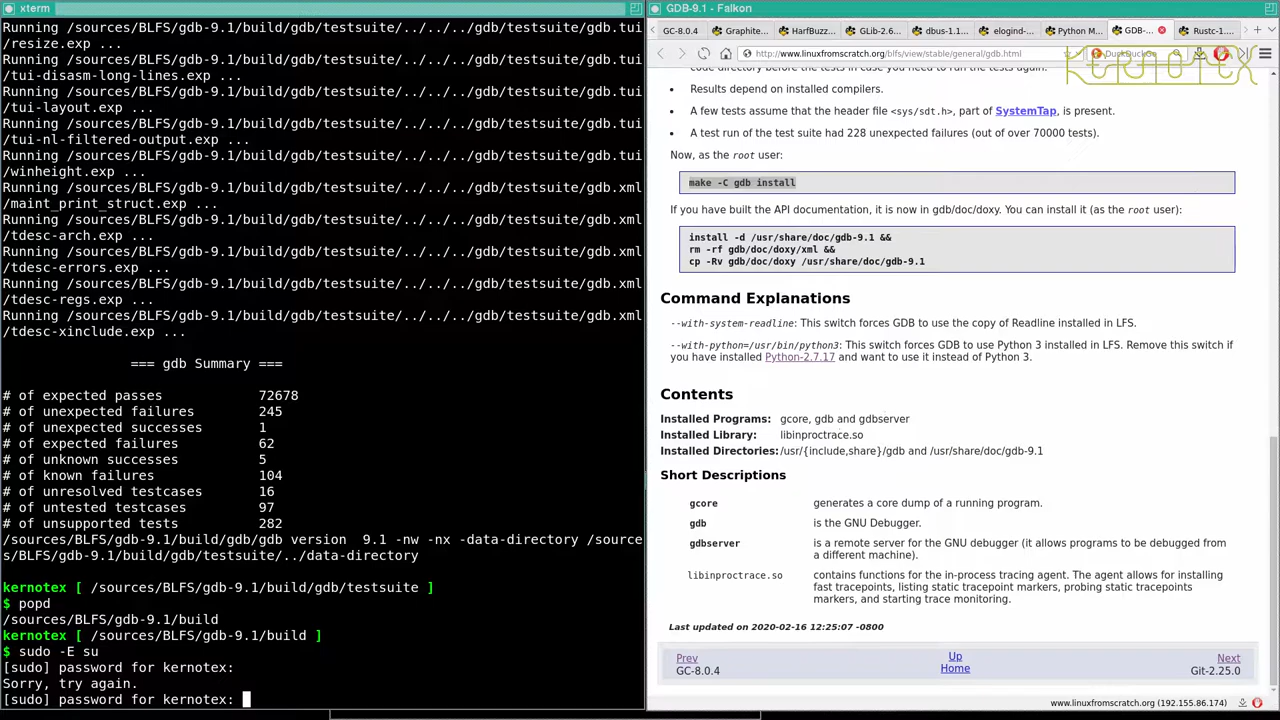 xterm
Running /sources/BLFS/gdb-9.1/build/gdb/testsuite/../../../gdb/testsuite/gdb.tui
/resize.exp ...
Running /sources/BLFS/gdb-9.1/build/gdb/testsuite/../../../gdb/testsuite/gdb.tui
/tui-disasm-long-lines.exp ...
Running /sources/BLFS/gdb-9.1/build/gdb/testsuite/../../../gdb/testsuite/gdb.tui
/tui-layout.exp ...
Running /sources/BLFS/gdb-9.1/build/gdb/testsuite/../../../gdb/testsuite/gdb.tui
/tui-nl-filtered-output.exp ...
Running /sources/BLFS/gdb-9.1/build/gdb/testsuite/../../../gdb/testsuite/gdb.tui
/winheight.exp ...
Running /sources/BLFS/gdb-9.1/build/gdb/testsuite/../../../gdb/testsuite/gdb.xml
/maint_print_struct.exp ...
Running /sources/BLFS/gdb-9.1/build/gdb/testsuite/../../../gdb/testsuite/gdb.xml
/tdesc-arch.exp ...
Running /sources/BLFS/gdb-9.1/build/gdb/testsuite/../../../gdb/testsuite/gdb.xml
/tdesc-errors.exp ...
Running /sources/BLFS/gdb-9.1/build/gdb/testsuite/../../../gdb/testsuite/gdb.xml
/tdesc-regs.exp ...
Running /sources/BLFS/gdb-9.1/build/gdb/testsuite/../../../gdb/testsuite/gdb.xml
/tdesc-xinclude.exp ...
=== gdb Summary ===
# of expected passes 72678
# of unexpected failures 245
# of unexpected successes 1
# of expected failures 62
# of unknown successes 5
# of known failures 104
# of unresolved testcases 16
# of untested testcases 97
# of unsupported tests 282
/sources/BLFS/gdb-9.1/build/gdb/gdb version 9.1 -nw -nx -data-directory /source
s/BLFS/gdb-9.1/build/gdb/testsuite/../data-directory
kernotex [ /sources/BLFS/gdb-9.1/build/gdb/testsuite ]
$ popd
/sources/BLFS/gdb-9.1/build
kernotex [ /sources/BLFS/gdb-9.1/build ]
$ sudo -E su
[sudo] password for kernotex:
Sorry, try again.
[sudo] password for kernotex:
GDB-9.1 - Falkon
GC-8.0.4 Graphite... HarfBuzz... GLib-2.6... dbus-1.1... elogind-... Python M... GDB-... Rustc-1....
http://www.linuxfromscratch.org/blfs/view/stable/general/gdb.html
KERNOTEX
code directory before the tests in case you need to run the tests again.
• Results depend on installed compilers.
• A few tests assume that the header file <sys/sdt.h>, part of SystemTap, is present.
• A test run of the test suite had 228 unexpected failures (out of over 70000 tests).
Now, as the root user:
make -C gdb install
If you have built the API documentation, it is now in gdb/doc/doxy. You can install it (as the root user):
install -d /usr/share/doc/gdb-9.1 &&
rm -rf gdb/doc/doxy/xml &&
cp -Rv gdb/doc/doxy /usr/share/doc/gdb-9.1
Command Explanations
--with-system-readline: This switch forces GDB to use the copy of Readline installed in LFS.
--with-python=/usr/bin/python3: This switch forces GDB to use Python 3 installed in LFS. Remove this switch if
you have installed Python-2.7.17 and want to use it instead of Python 3.
Contents
Installed Programs: gcore, gdb and gdbserver
Installed Library: libinproctrace.so
Installed Directories: /usr/{include,share}/gdb and /usr/share/doc/gdb-9.1
Short Descriptions
gcore generates a core dump of a running program.
gdb is the GNU Debugger.
gdbserver is a remote server for the GNU debugger (it allows programs to be debugged from
a different machine).
libinproctrace.so contains functions for the in-process tracing agent. The agent allows for installing
fast tracepoints, listing static tracepoint markers, probing static tracepoints
markers, and starting trace monitoring.
Last updated on 2020-02-16 12:25:07 -0800
Prev Up Next
GC-8.0.4 Home Git-2.25.0
www.linuxfromscratch.org (192.155.86.174)